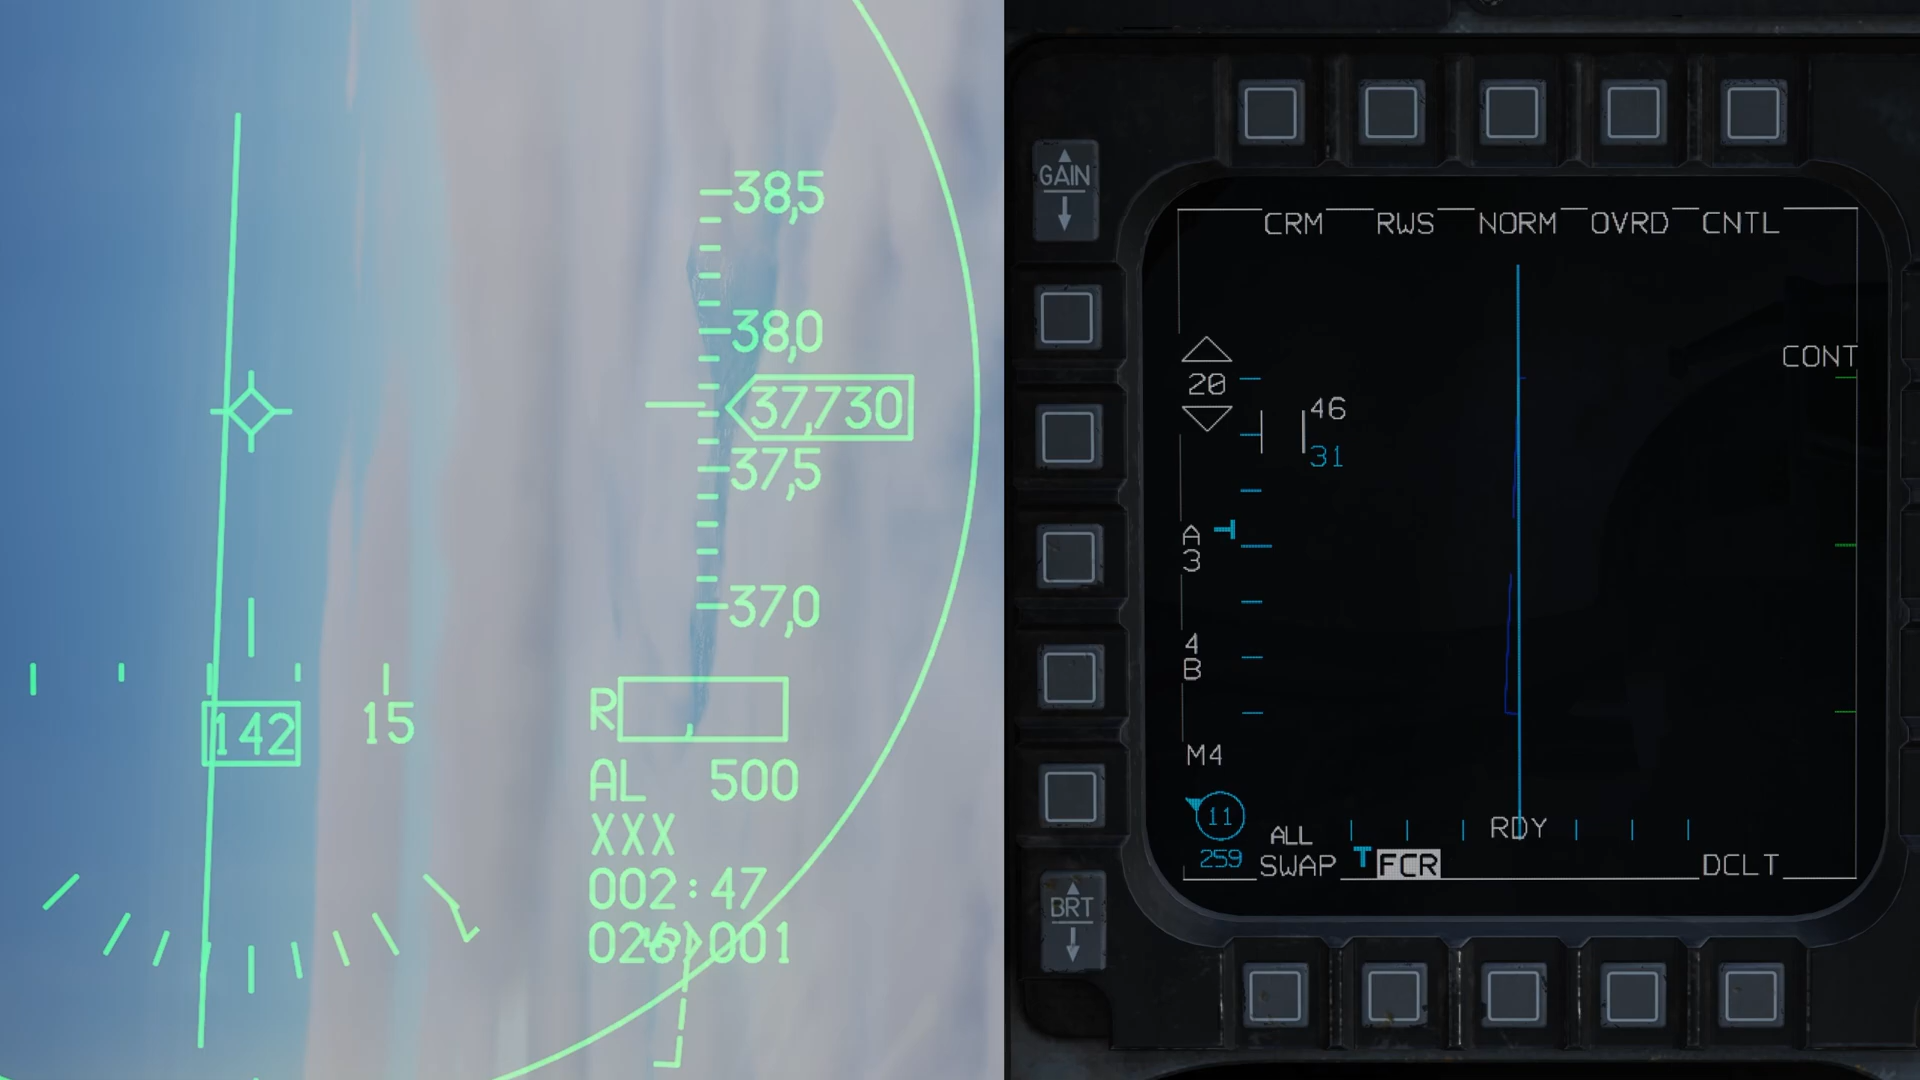 38,5
38,0
37,730
37,5
37,0
142
15
R
AL 500
XXX
002:47
026>001
GAIN
CRM RWS NORM OVRD CNTL
CONT
20
46
31
A
3
4
B
M4
11
259
ALL
RDY
SWAP T FCR DCLT
BRT